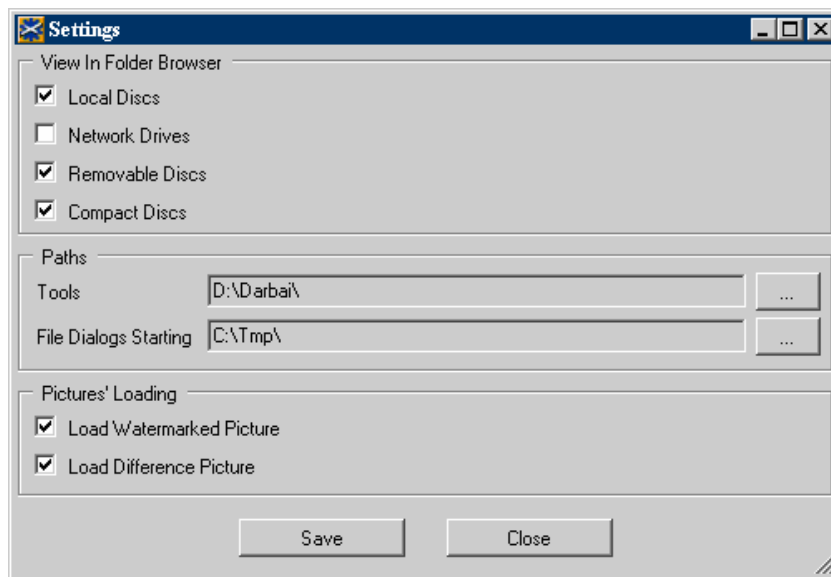 Settings
View In Folder Browser
Local Discs
Network Drives
Removable Discs
Compact Discs
Paths
Tools D:\Darbai\ ...
File Dialogs Starting C:\Tmp\ ...
Pictures' Loading
Load Watermarked Picture
Load Difference Picture
Save Close